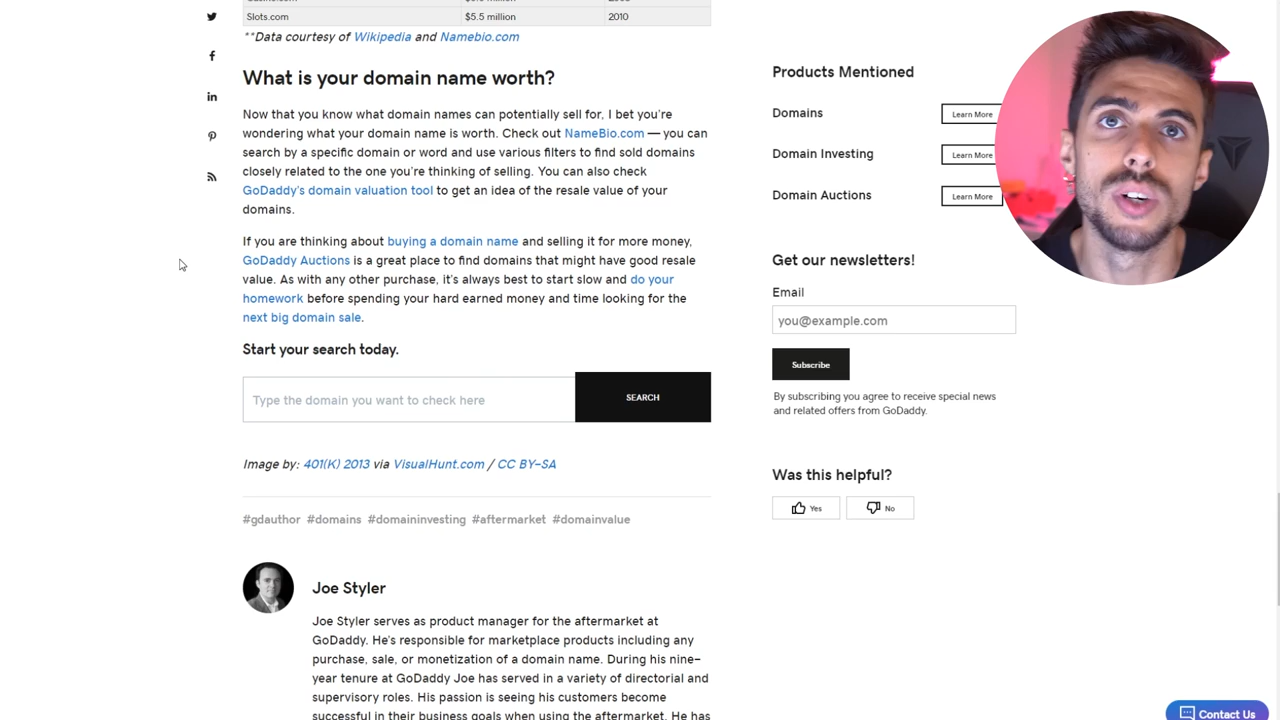 Slots.com $5.5 million 2010
**Data courtesy of Wikipedia and Namebio.com
What is your domain name worth?
Now that you know what domain names can potentially sell for, I bet you're
wondering what your domain name is worth. Check out NameBio.com — you can
search by a specific domain or word and use various filters to find sold domains
closely related to the one you're thinking of selling. You can also check
GoDaddy's domain valuation tool to get an idea of the resale value of your
domains.
If you are thinking about buying a domain name and selling it for more money,
GoDaddy Auctions is a great place to find domains that might have good resale
value. As with any other purchase, it's always best to start slow and do your
homework before spending your hard earned money and time looking for the
next big domain sale.
Start your search today.
Type the domain you want to check here
SEARCH
Image by: 401(K) 2013 via VisualHunt.com / CC BY-SA
#gdauthor #domains #domaininvesting #aftermarket #domainvalue
Joe Styler
Joe Styler serves as product manager for the aftermarket at
GoDaddy. He's responsible for marketplace products including any
purchase, sale, or monetization of a domain name. During his nine-
year tenure at GoDaddy Joe has served in a variety of directorial and
supervisory roles. His passion is seeing his customers become
successful in their business goals when using the aftermarket. He has
Products Mentioned
Domains Learn More
Domain Investing Learn More
Domain Auctions Learn More
Get our newsletters!
Email
you@example.com
Subscribe
By subscribing you agree to receive special news
and related offers from GoDaddy.
Was this helpful?
Yes No
Contact Us